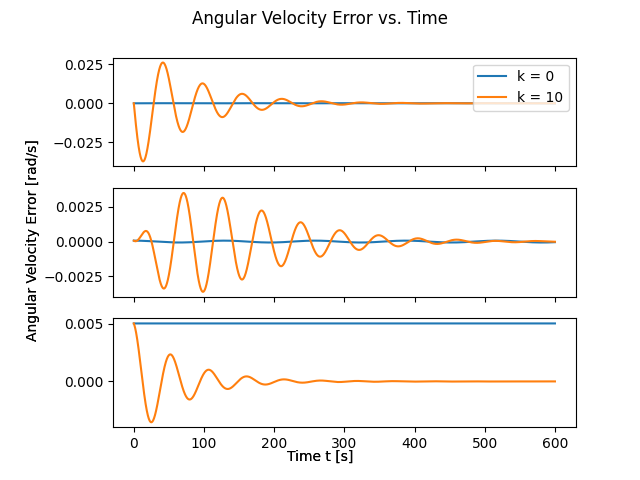 Angular Velocity Error vs. Time
0.025
0.000
−0.025
k = 0
k = 10
0.0025
0.0000
−0.0025
0.005
0.000
Angular Velocity Error [rad/s]
0 100 200 300 400 500 600
Time t [s]